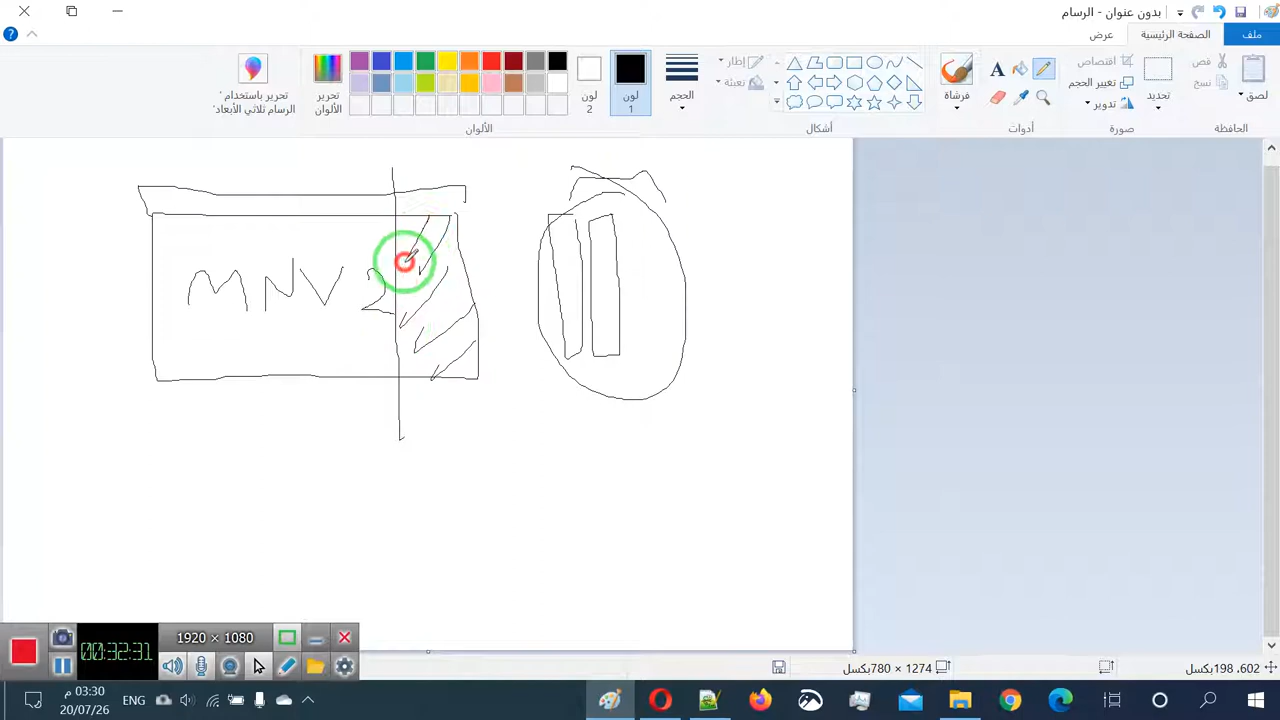 بدون عنوان - الرسام
ملف
الصفحة الرئيسية
عرض
لصق
قص
نسخ
الحافظة
تحديد
اقتصاص
تغيير الحجم
تدوير
صورة
A
أدوات
فرشاة
إطار
تعبئة
أشكال
الحجم
لون
1
لون
2
الألوان
تحرير
الألوان
تحرير باستخدام
الرسام ثلاثي الأبعاد
MNV 2
00:32:31
1920 × 1080
1274 × 780بكسل
602، 198بكسل
ENG
03:30 م
20/07/26